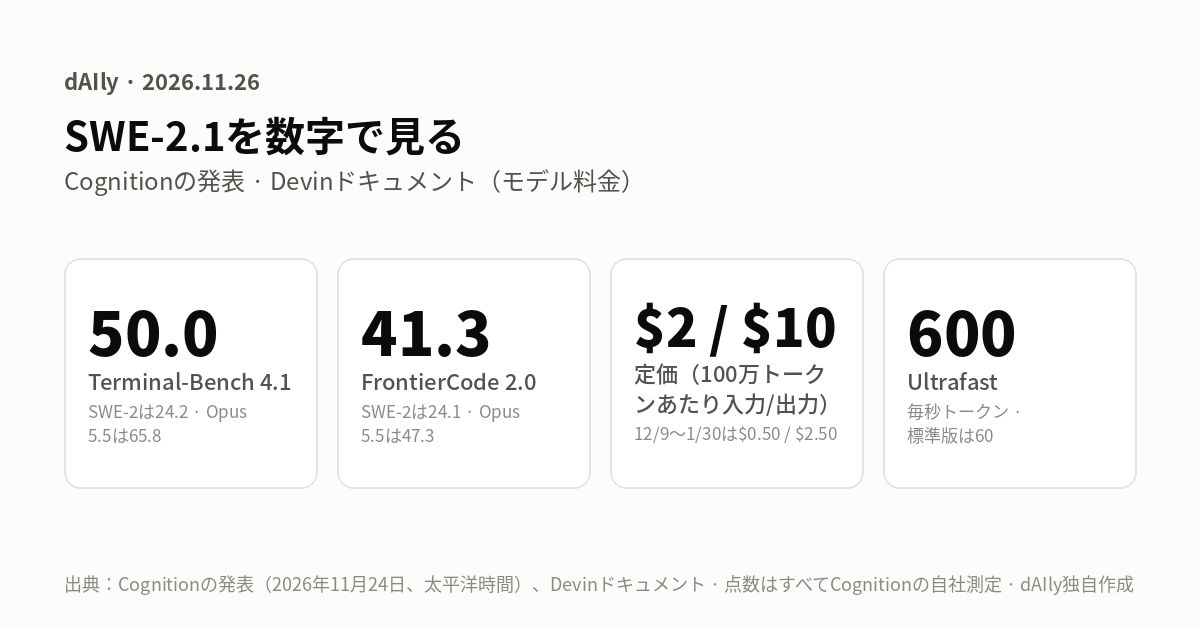 dAIly · 2026.11.26
SWE-2.1を数字で見る
Cognitionの発表 · Devinドキュメント（モデル料金）
50.0
Terminal-Bench 4.1
SWE-2は24.2 · Opus
5.5は65.8
41.3
FrontierCode 2.0
SWE-2は24.1 · Opus
5.5は47.3
$2 / $10
定価（100万トーク
ンあたり入力/出力）
12/9〜1/30は$0.50 / $2.50
600
Ultrafast
毎秒トークン ·
標準版は60
出典：Cognitionの発表（2026年11月24日、太平洋時間）、Devinドキュメント · 点数はすべてCognitionの自社測定 · dAIly独自作成